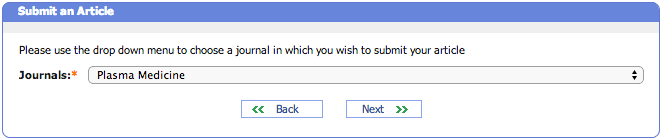 Submit an Article
Please use the drop down menu to choose a journal in which you wish to submit your article
Journals:* Plasma Medicine
Back Next